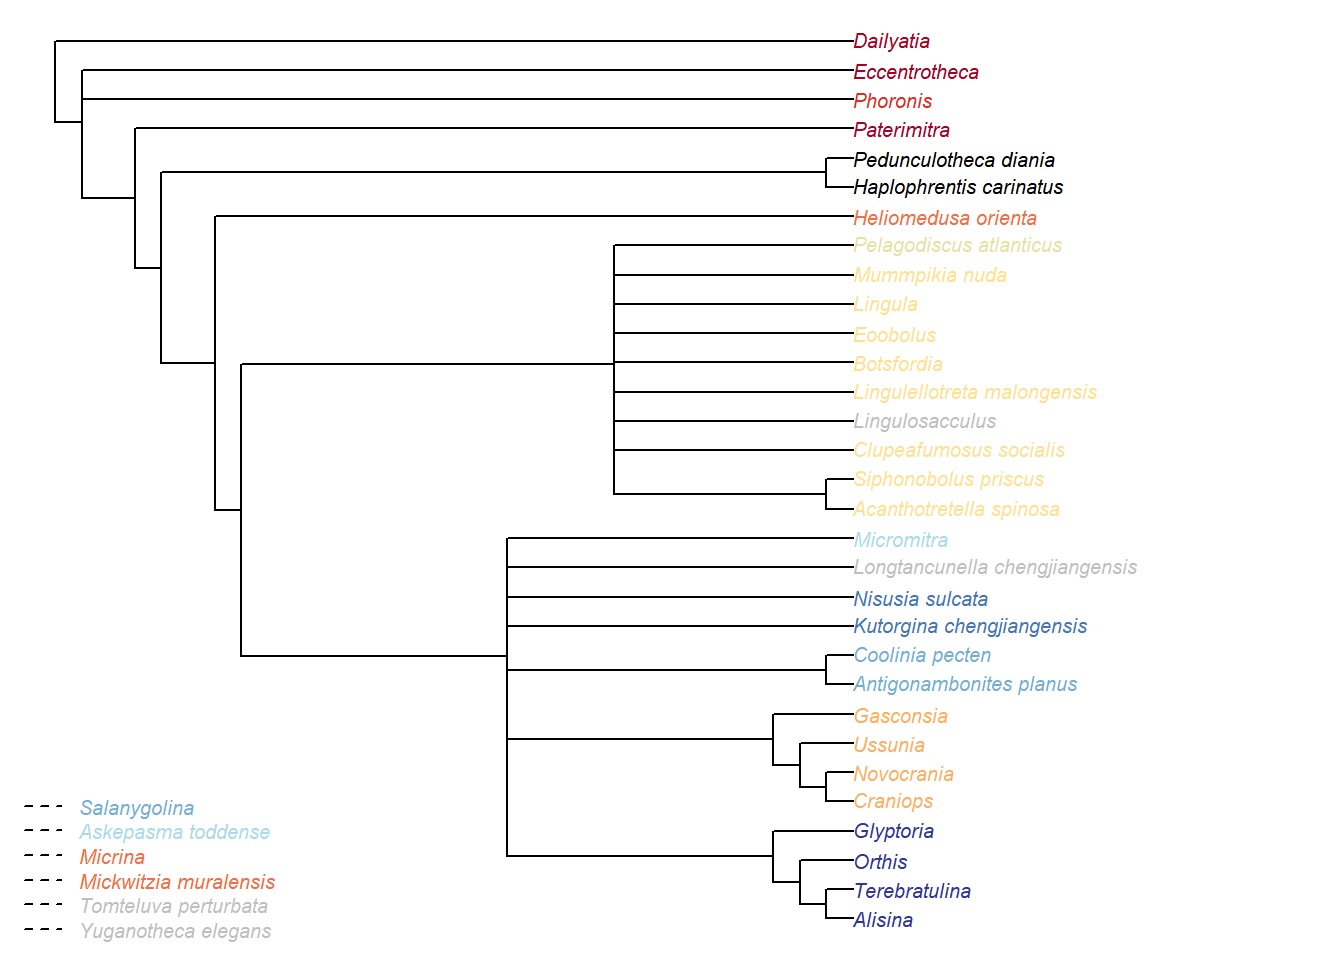 Dailyatia
Eccentrotheca
Phoronis
Paterimitra
Pedunculotheca diania
Haplophrentis carinatus
Heliomedusa orienta
Pelagodiscus atlanticus
Mummpikia nuda
Lingula
Eoobolus
Botsfordia
Lingulellotreta malongensis
Lingulosacculus
Clupeafumosus socialis
Siphonobolus priscus
Acanthotretella spinosa
Micromitra
Longtancunella chengjiangensis
Nisusia sulcata
Kutorgina chengjiangensis
Coolinia pecten
Antigonambonites planus
Gasconsia
Ussunia
Novocrania
Craniops
Glyptoria
Orthis
Terebratulina
Alisina
Salanygolina
Askepasma toddense
Micrina
Mickwitzia muralensis
Tomteluva perturbata
Yuganotheca elegans